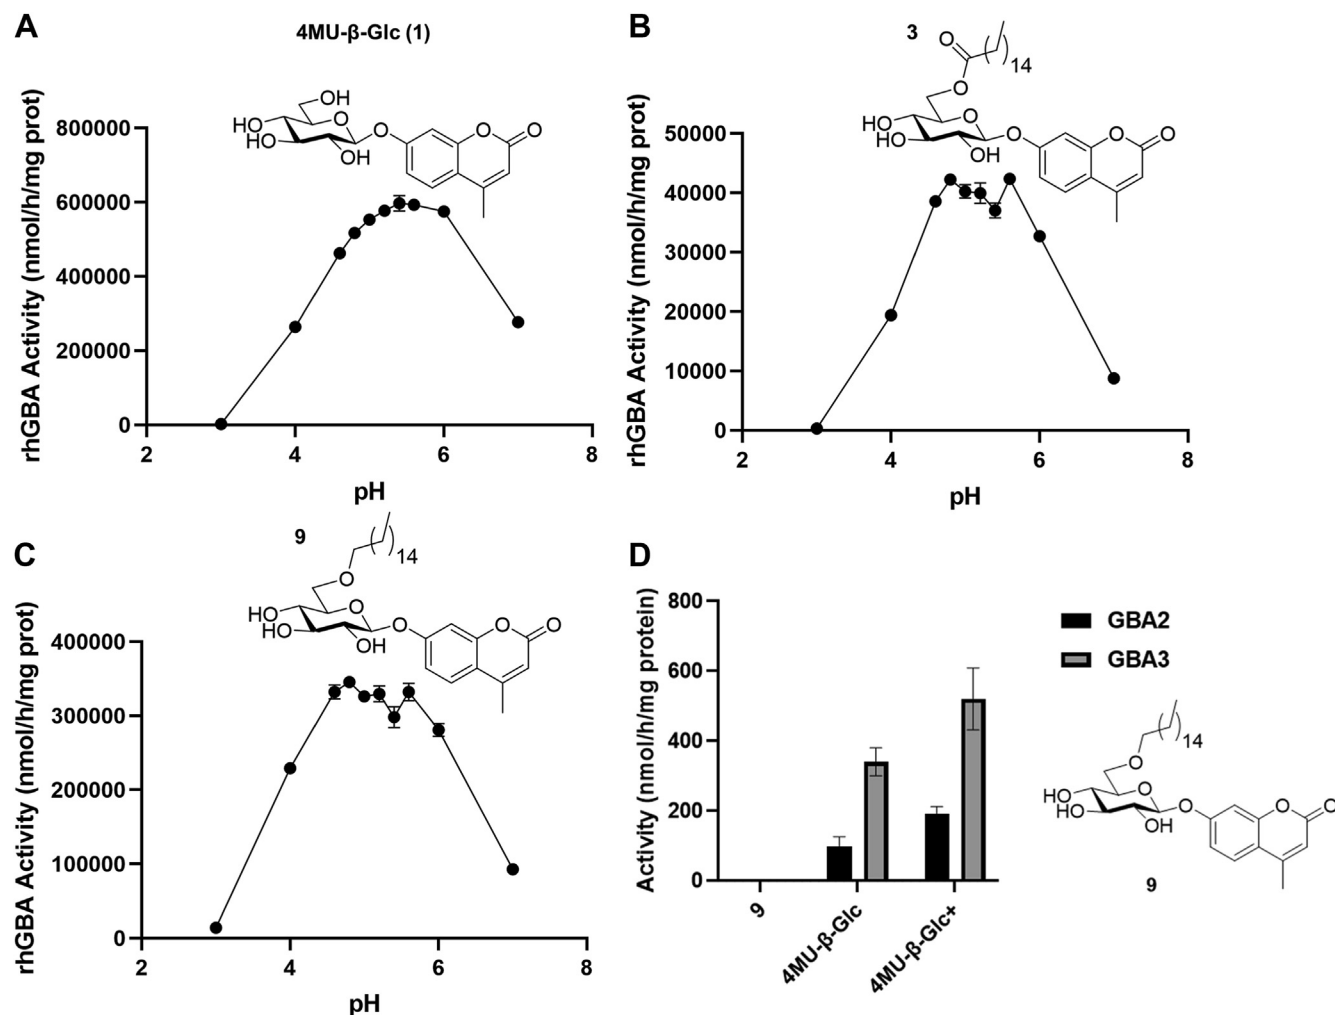 A
4MU-β-Glc (1)
rhGBA Activity (nmol/h/mg prot)
800000
600000
400000
200000
0
2
4
6
8
pH
OH
HO
O
HO
OH
O
O
O
B
3
rhGBA Activity (nmol/h/mg prot)
50000
40000
30000
20000
10000
0
2
4
6
8
pH
O
14
O
HO
O
HO
OH
O
O
O
C
9
rhGBA Activity (nmol/h/mg prot)
400000
300000
200000
100000
0
2
4
6
8
pH
14
O
HO
O
HO
OH
O
O
O
D
Activity (nmol/h/mg protein)
800
600
400
200
0
9
4MU-β-Glc
4MU-β-Glc+
GBA2
GBA3
14
O
HO
O
HO
OH
O
O
O
9